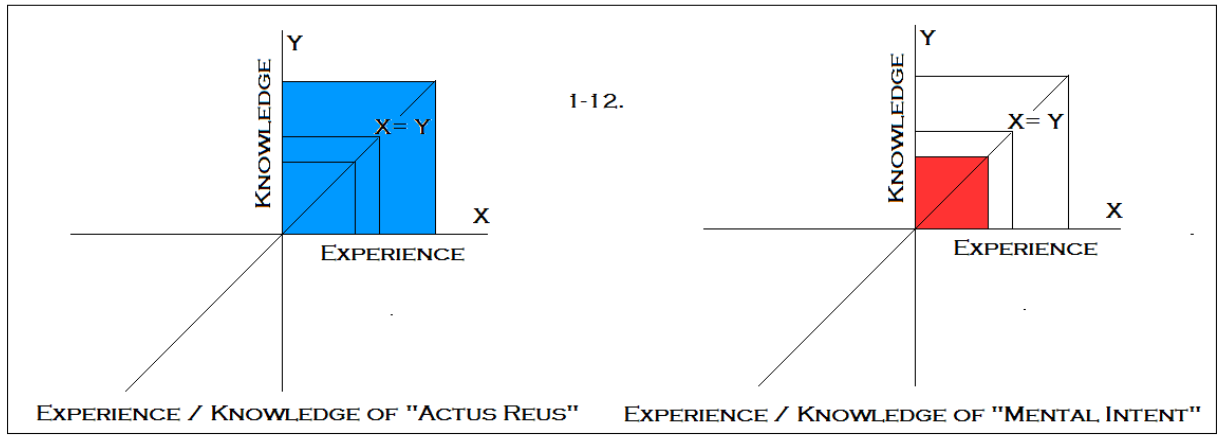 Y
KNOWLEDGE
X= Y
X
EXPERIENCE
EXPERIENCE / KNOWLEDGE OF "ACTUS REUS"
1-12.
Y
KNOWLEDGE
X= Y
X
EXPERIENCE
EXPERIENCE / KNOWLEDGE OF "MENTAL INTENT"